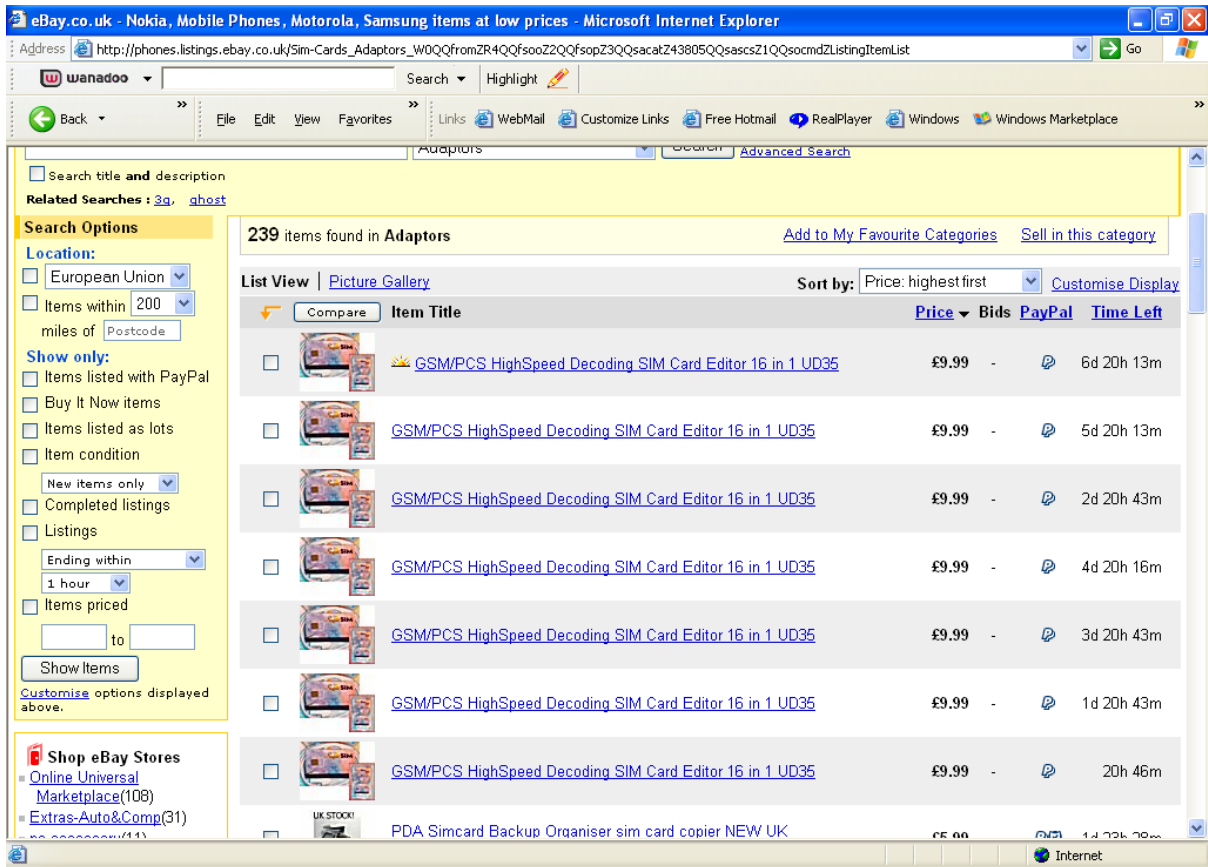 eBay.co.uk - Nokia, Mobile Phones, Motorola, Samsung items at low prices - Microsoft Internet Explorer
Address http://phones.listings.ebay.co.uk/Sim-Cards_Adaptors_W0QQfromZR4QQfsooZ2QQfsopZ3QQsacatZ43805QQsascsZ1QQsocmdZListingItemList Go
wanadoo Search Highlight
Back » File Edit View Favorites » Links WebMail Customize Links Free Hotmail RealPlayer Windows Windows Marketplace »
Adaptors Search Advanced Search
Search title and description
Related Searches : 3g, ghost
Search Options
Location:
European Union
Items within 200
miles of Postcode
Show only:
Items listed with PayPal
Buy It Now items
Items listed as lots
Item condition
New items only
Completed listings
Listings
Ending within
1 hour
Items priced
to
Show Items
Customise options displayed
above.
Shop eBay Stores
Online Universal
Marketplace(108)
Extras-Auto&Comp(31)
239 items found in Adaptors Add to My Favourite Categories Sell in this category
List View | Picture Gallery Sort by: Price: highest first Customise Display
Compare Item Title Price Bids PayPal Time Left
GSM/PCS HighSpeed Decoding SIM Card Editor 16 in 1 UD35 £9.99 - 6d 20h 13m
GSM/PCS HighSpeed Decoding SIM Card Editor 16 in 1 UD35 £9.99 - 5d 20h 13m
GSM/PCS HighSpeed Decoding SIM Card Editor 16 in 1 UD35 £9.99 - 2d 20h 43m
GSM/PCS HighSpeed Decoding SIM Card Editor 16 in 1 UD35 £9.99 - 4d 20h 16m
GSM/PCS HighSpeed Decoding SIM Card Editor 16 in 1 UD35 £9.99 - 3d 20h 43m
GSM/PCS HighSpeed Decoding SIM Card Editor 16 in 1 UD35 £9.99 - 1d 20h 43m
GSM/PCS HighSpeed Decoding SIM Card Editor 16 in 1 UD35 £9.99 - 20h 46m
UK STOCK!
PDA Simcard Backup Organiser sim card copier NEW UK £5.99 1d 23h 28m
Internet